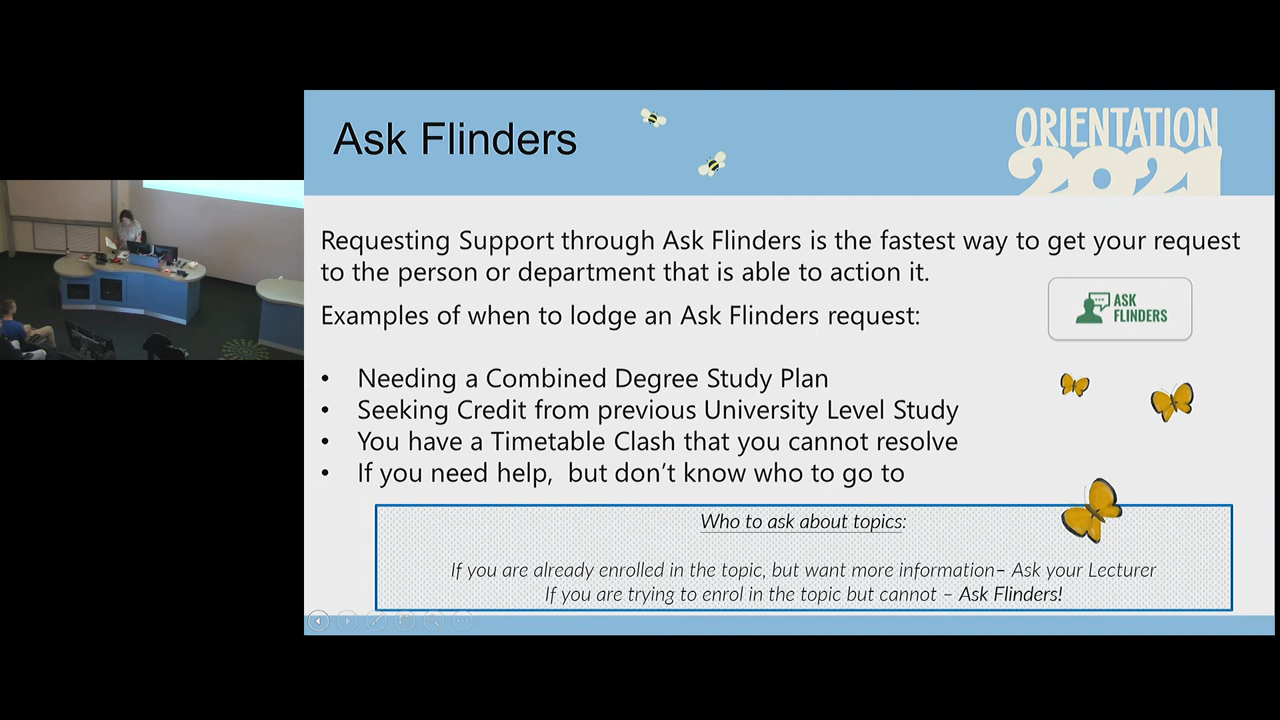 Ask Flinders
ORIENTATION
2021
Requesting Support through Ask Flinders is the fastest way to get your request
to the person or department that is able to action it.
ASK
FLINDERS
Examples of when to lodge an Ask Flinders request:
• Needing a Combined Degree Study Plan
• Seeking Credit from previous University Level Study
• You have a Timetable Clash that you cannot resolve
• If you need help,  but don’t know who to go to
Who to ask about topics:
If you are already enrolled in the topic, but want more information– Ask your Lecturer
If you are trying to enrol in the topic but cannot – Ask Flinders!